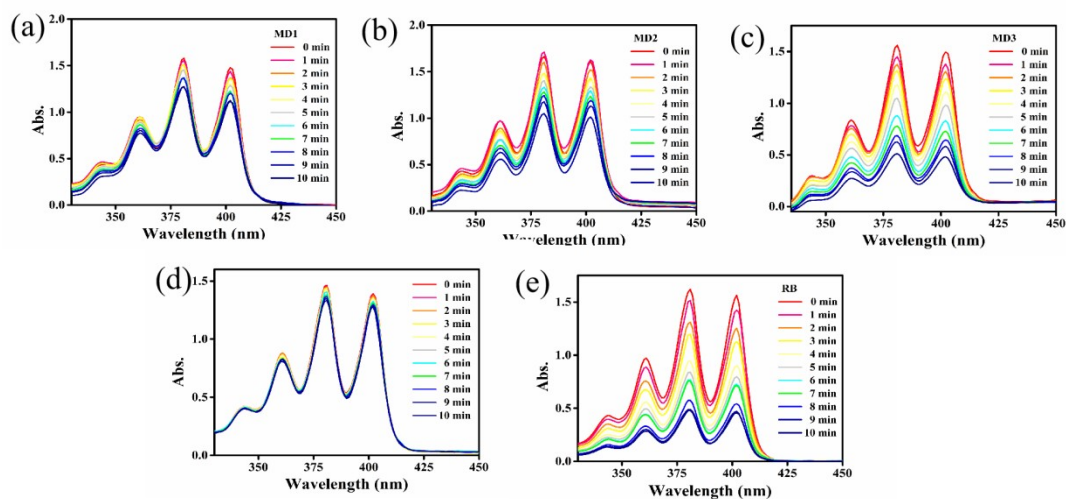 (a)
MD1
0 min
1 min
2 min
3 min
4 min
5 min
6 min
7 min
8 min
9 min
10 min
Abs.
2.0
1.5
1.0
0.5
0.0
350 375 400 425 450
Wavelength (nm)
(b)
MD2
0 min
1 min
2 min
3 min
4 min
5 min
6 min
7 min
8 min
9 min
10 min
Abs.
2.0
1.5
1.0
0.5
0.0
350 375 400 425 450
Wavelength (nm)
(c)
MD3
0 min
1 min
2 min
3 min
4 min
5 min
6 min
7 min
8 min
9 min
10 min
Abs.
1.5
1.0
0.5
0.0
350 375 400 425 450
Wavelength (nm)
(d)
0 min
1 min
2 min
3 min
4 min
5 min
6 min
7 min
8 min
9 min
10 min
Abs.
1.5
1.0
0.5
0.0
350 375 400 425 450
Wavelength (nm)
(e)
RB
0 min
1 min
2 min
3 min
4 min
5 min
6 min
7 min
8 min
9 min
10 min
Abs.
1.5
1.0
0.5
0.0
350 375 400 425 450
Wavelength (nm)